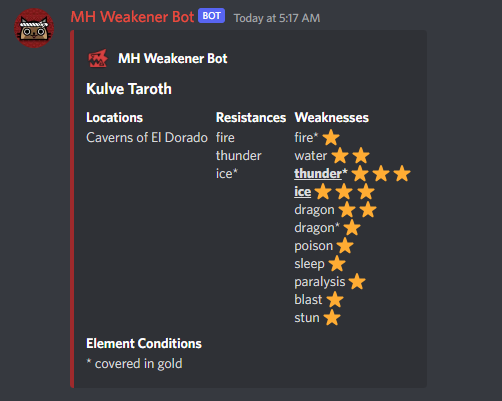 MH Weakener Bot BOT Today at 5:17 AM
MH Weakener Bot
Kulve Taroth
Locations Resistances Weaknesses
Caverns of El Dorado fire fire* ⭐
thunder water ⭐⭐
ice* thunder* ⭐⭐⭐
ice ⭐⭐⭐
dragon ⭐⭐
dragon* ⭐
poison ⭐
sleep ⭐
paralysis ⭐
blast ⭐
stun ⭐
Element Conditions
* covered in gold